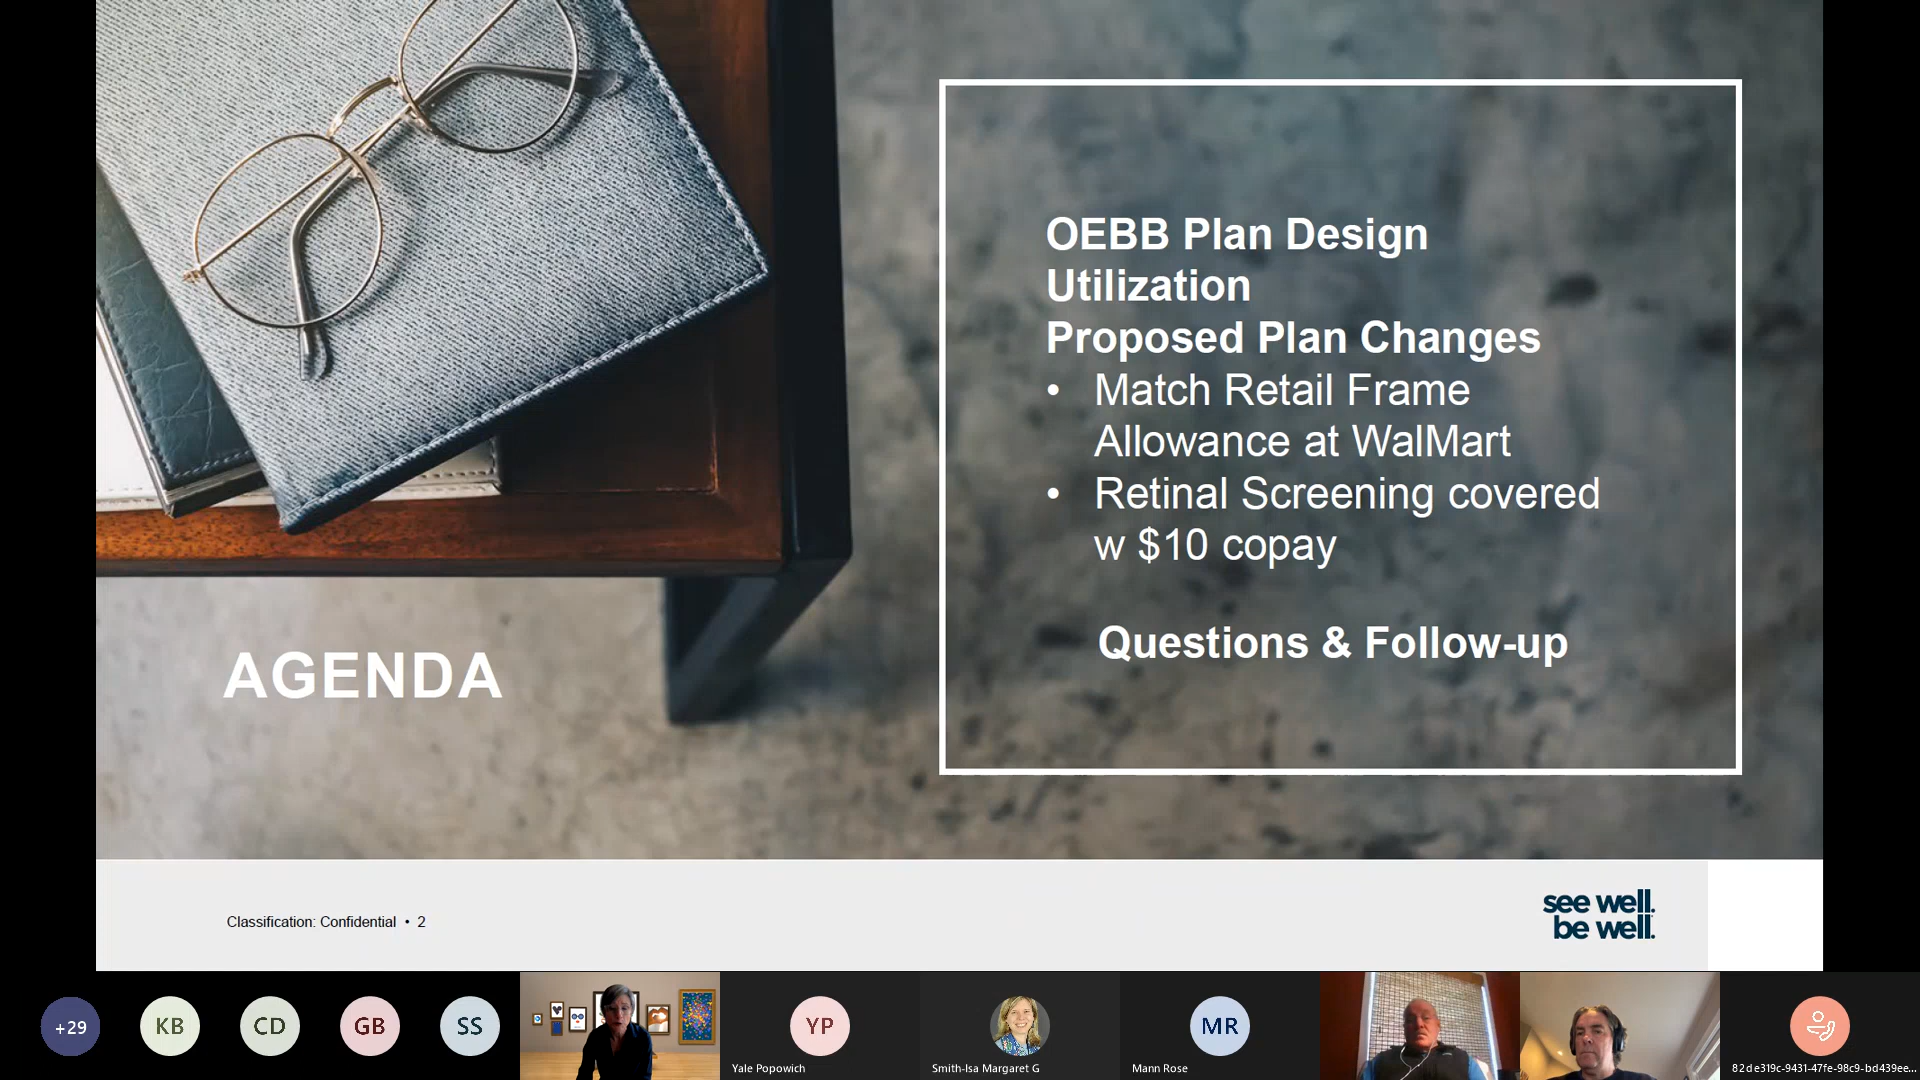 OEBB Plan Design
Utilization
Proposed Plan Changes
• Match Retail Frame
Allowance at WalMart
• Retinal Screening covered
w $10 copay
Questions & Follow-up
AGENDA
Classification: Confidential • 2
see well.
be well.
+29
KB
CD
GB
SS
YP
Yale Popowich
Smith-Isa Margaret G
MR
Mann Rose
82de319c-9431-47fe-98c9-bd439ee...